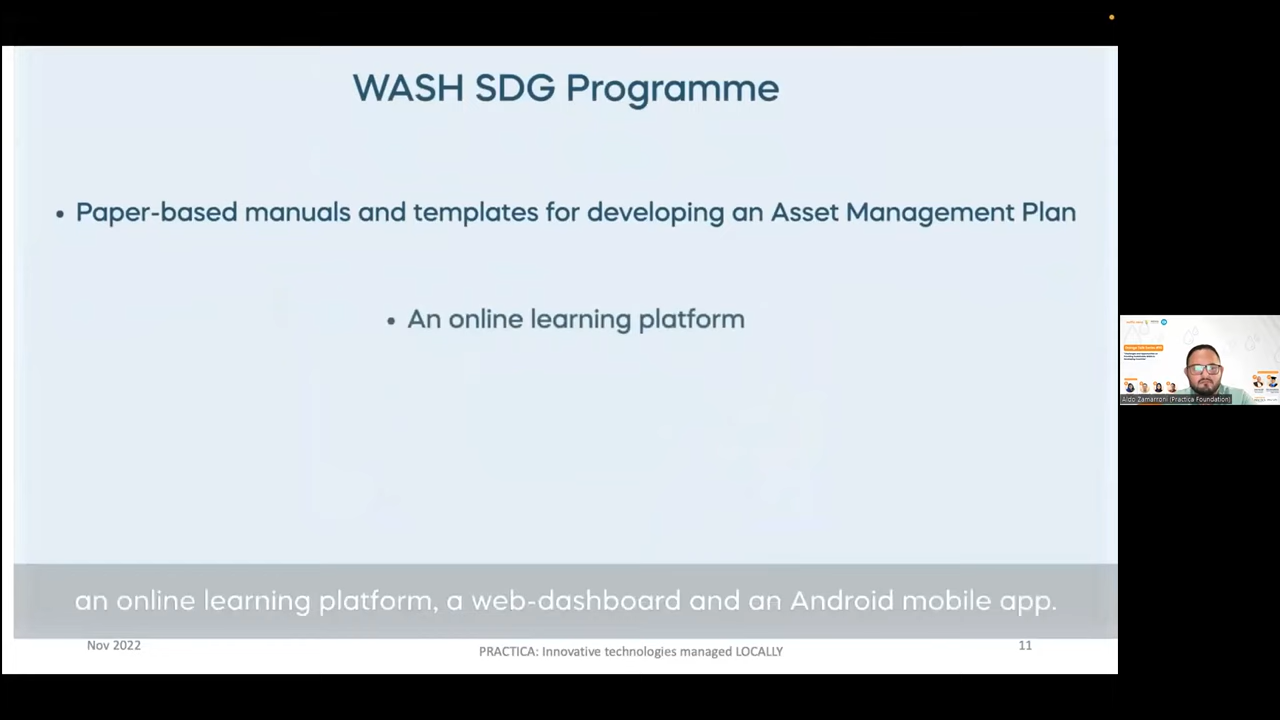 WASH SDG Programme
• Paper-based manuals and templates for developing an Asset Management Plan
• An online learning platform
an online learning platform, a web-dashboard and an Android mobile app.
Nov 2022
PRACTICA: Innovative technologies managed LOCALLY
11
Aldo Zamarroni (Practica Foundation)